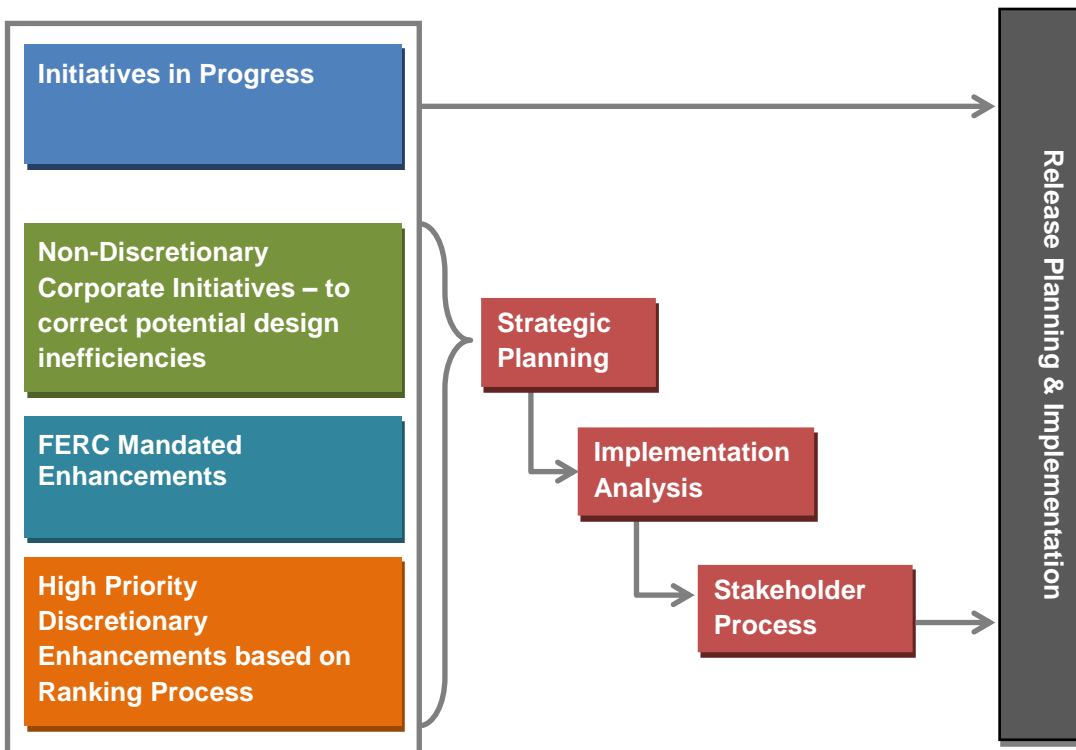 Initiatives in Progress
Non-Discretionary
Corporate Initiatives – to
correct potential design
inefficiencies
FERC Mandated
Enhancements
High Priority
Discretionary
Enhancements based on
Ranking Process
Strategic
Planning
Implementation
Analysis
Stakeholder
Process
Release Planning & Implementation